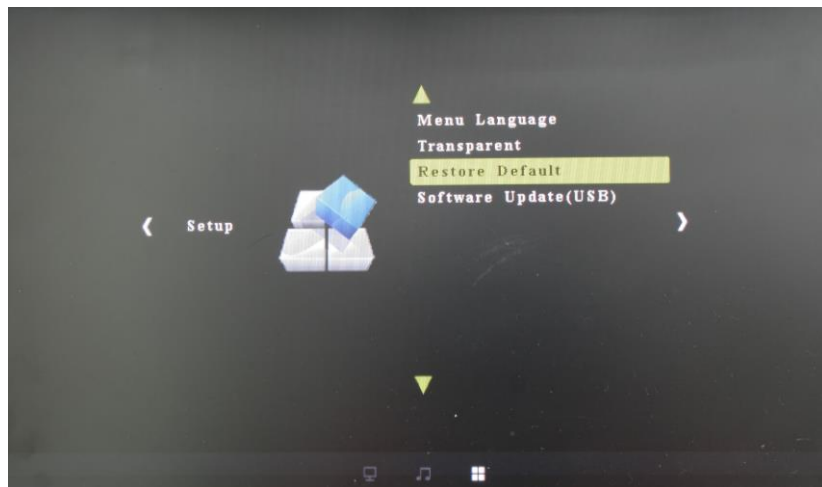 Menu Language
Transparent
Restore Default
Setup
Software Update(USB)